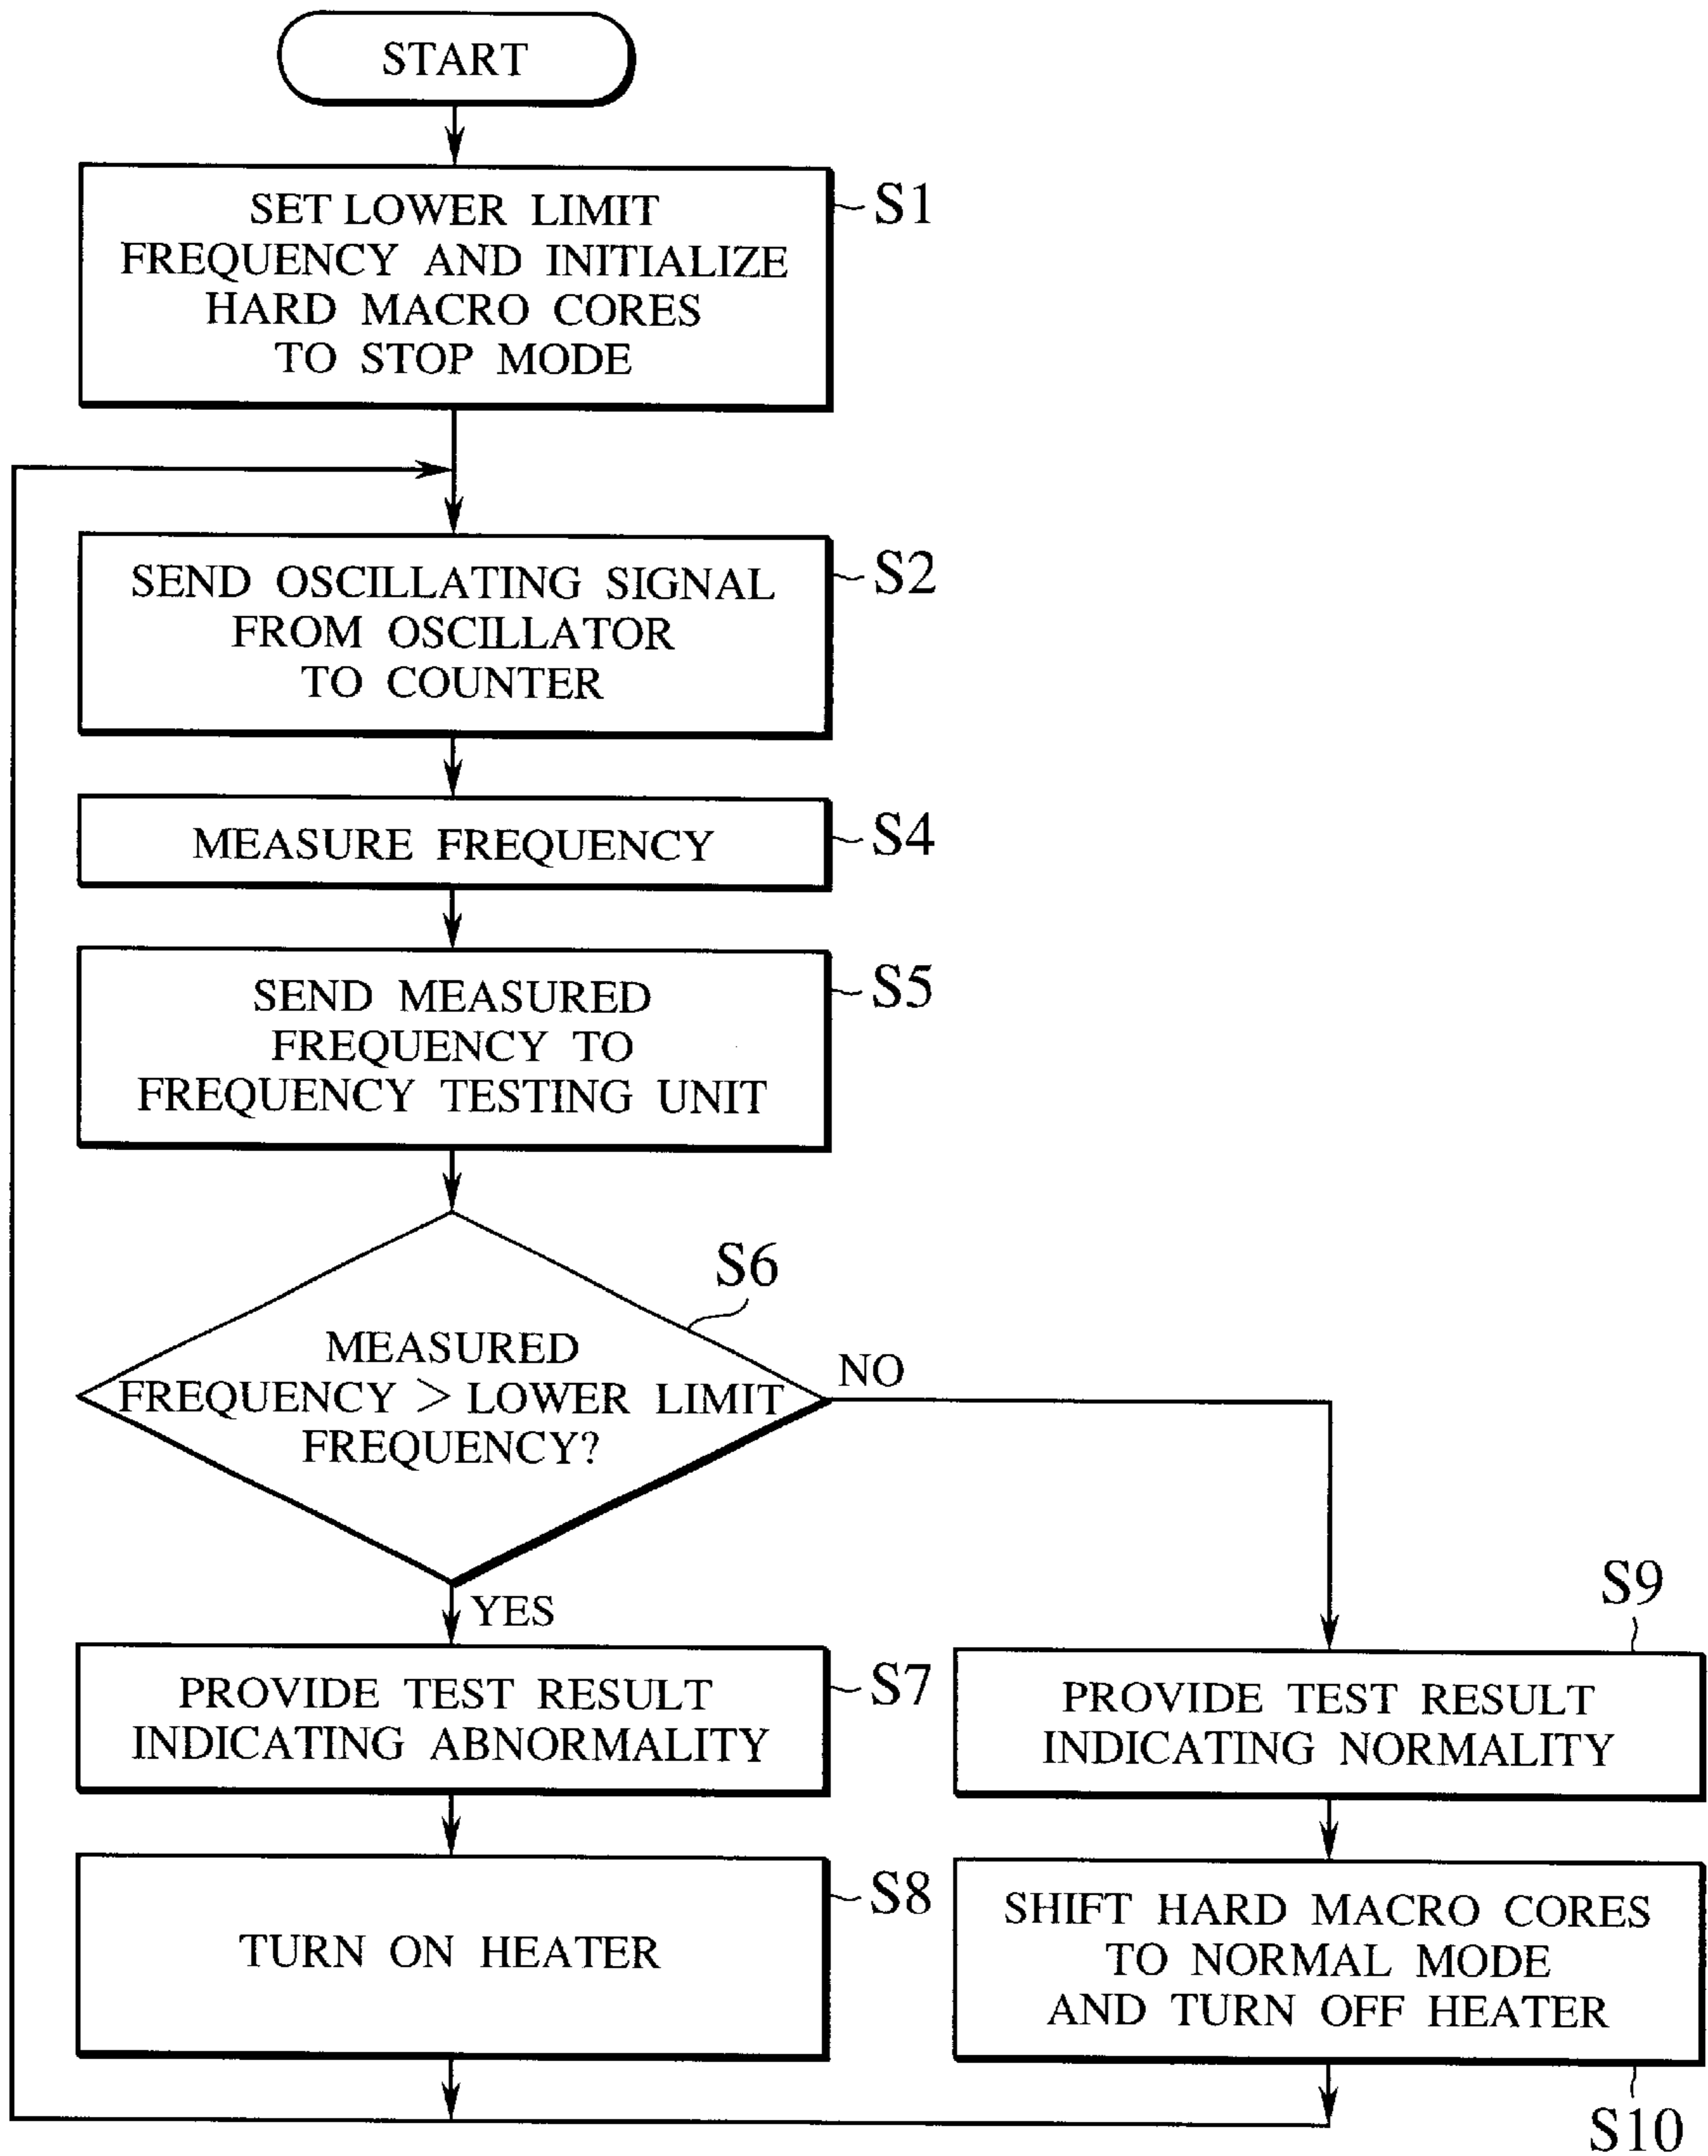 START
SET LOWER LIMIT
FREQUENCY AND INITIALIZE
HARD MACRO CORES
TO STOP MODE
S1
SEND OSCILLATING SIGNAL
FROM OSCILLATOR
TO COUNTER
S2
MEASURE FREQUENCY
S4
SEND MEASURED
FREQUENCY TO
FREQUENCY TESTING UNIT
S5
S6
MEASURED
FREQUENCY > LOWER LIMIT
FREQUENCY?
NO
YES
PROVIDE TEST RESULT
INDICATING ABNORMALITY
S7
S9
PROVIDE TEST RESULT
INDICATING NORMALITY
TURN ON HEATER
S8
SHIFT HARD MACRO CORES
TO NORMAL MODE
AND TURN OFF HEATER
S10